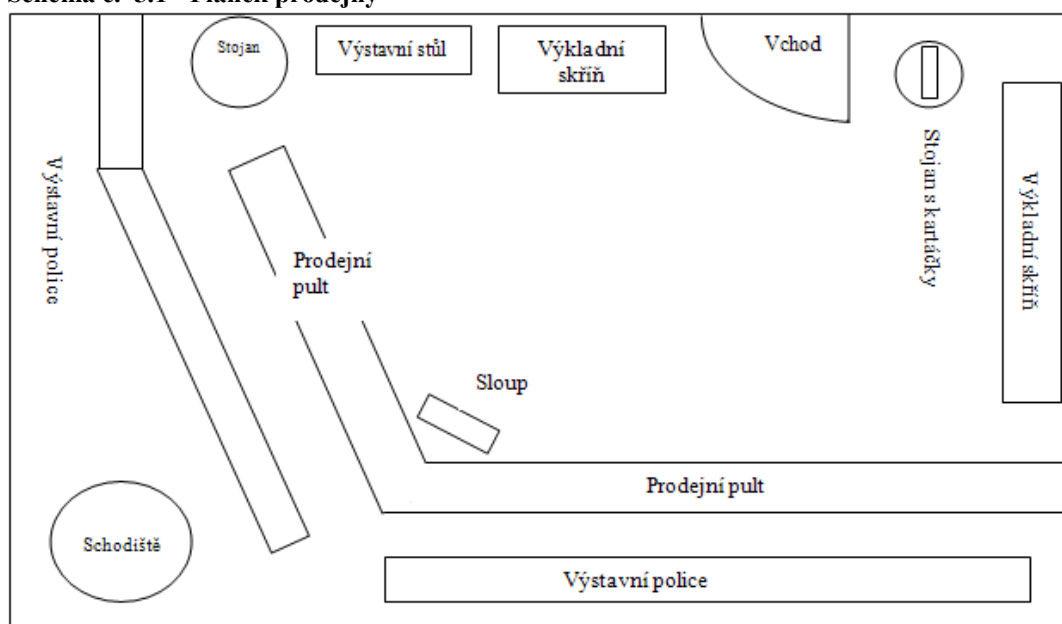 Schéma č. 3.1 - Plánek prodejny
Stojan
Výstavní stůl
Výkladní
skříň
Vchod
Výstavní police
Stojan s kartáčky
Výkladní skříň
Prodejní
pult
Sloup
Prodejní pult
Schodiště
Výstavní police